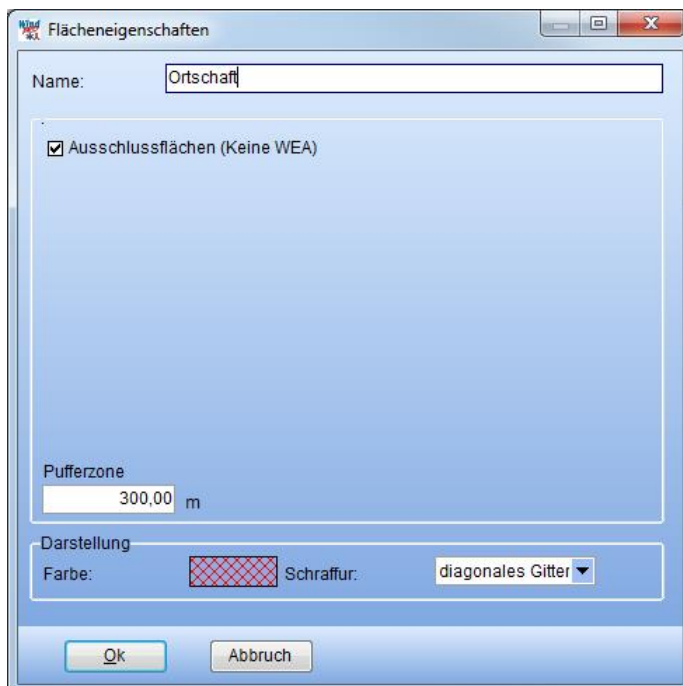 Flächeneigenschaften
Name: Ortschaft
Ausschlussflächen (Keine WEA)
Pufferzone
300,00 m
Darstellung
Farbe: Schraffur: diagonales Gitter
Ok Abbruch